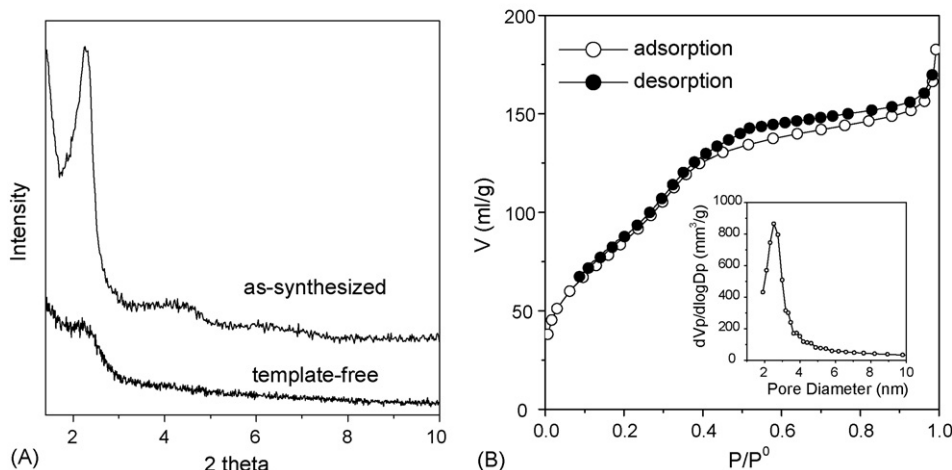 Intensity
as-synthesized
template-free
2 4 6 8 10
(A)
2 theta
200
150
100
50
0
V (ml/g)
adsorption
desorption
1000
800
600
400
200
0
dVp/dlogDp (mm³/g)
2 4 6 8 10
Pore Diameter (nm)
0.0 0.2 0.4 0.6 0.8 1.0
(B)
P/P⁰